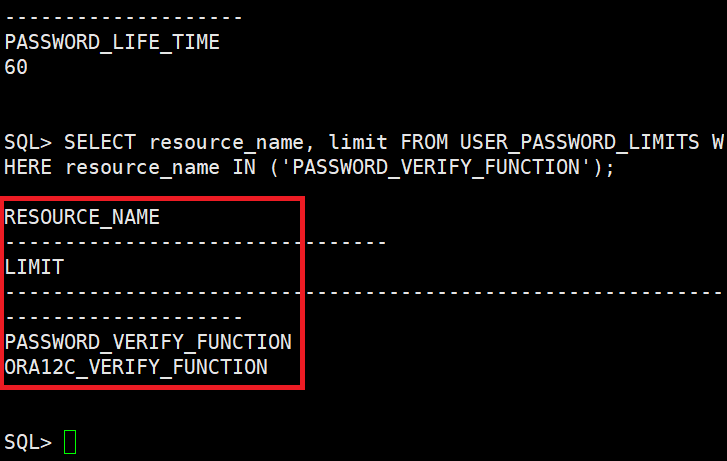 --------------------
PASSWORD_LIFE_TIME
60
SQL> SELECT resource_name, limit FROM USER_PASSWORD_LIMITS W
HERE resource_name IN ('PASSWORD_VERIFY_FUNCTION');
RESOURCE_NAME
--------------------------------
LIMIT
------------------------------------------------------------
--------------------
PASSWORD_VERIFY_FUNCTION
ORA12C_VERIFY_FUNCTION
SQL>